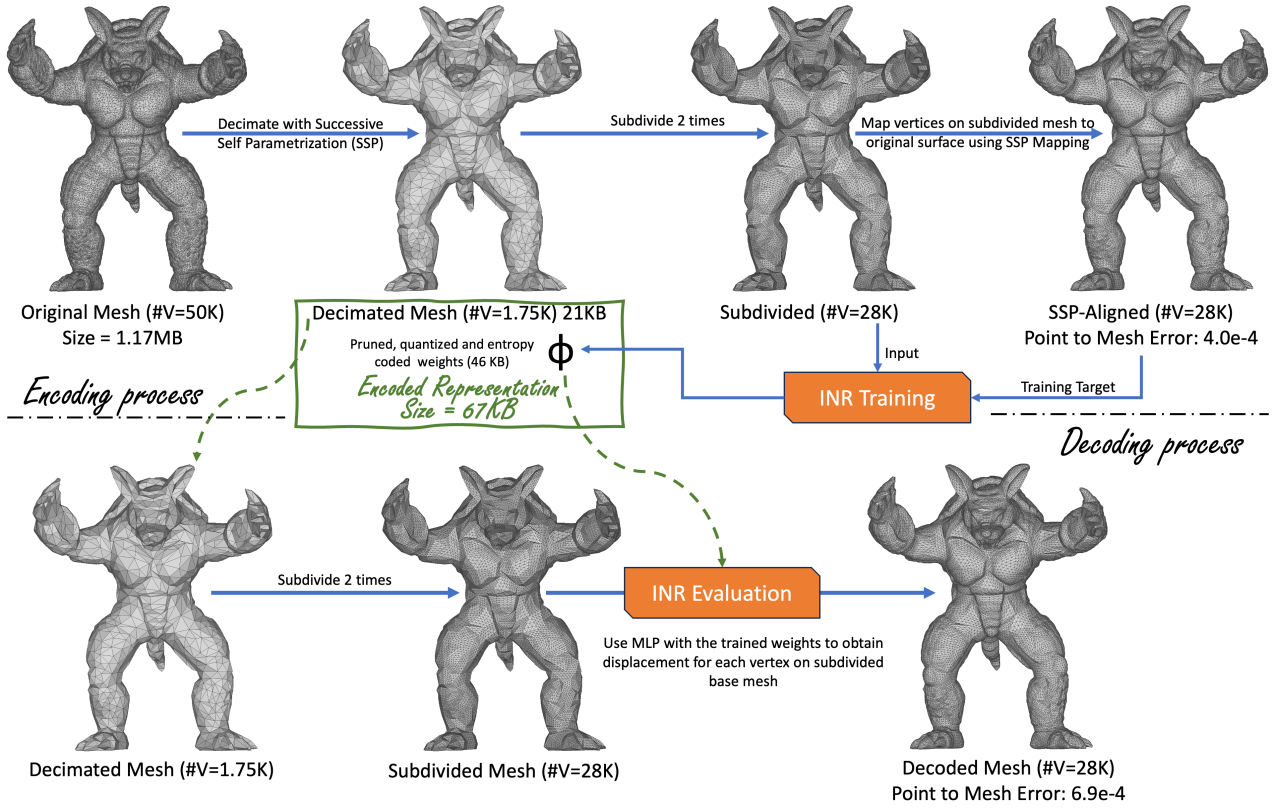 Decimate with Successive
Self Parametrization (SSP)
Subdivide 2 times
Map vertices on subdivided mesh to
original surface using SSP Mapping
Original Mesh (#V=50K)
Size = 1.17MB
Decimated Mesh (#V=1.75K) 21KB
Pruned, quantized and entropy
coded weights (46 KB)
ϕ
Encoded Representation
Size = 67KB
Subdivided (#V=28K)
Input
SSP-Aligned (#V=28K)
Point to Mesh Error: 4.0e-4
INR Training
Training Target
Encoding process
Decoding process
Subdivide 2 times
INR Evaluation
Use MLP with the trained weights to obtain
displacement for each vertex on subdivided
base mesh
Decimated Mesh (#V=1.75K)
Subdivided Mesh (#V=28K)
Decoded Mesh (#V=28K)
Point to Mesh Error: 6.9e-4